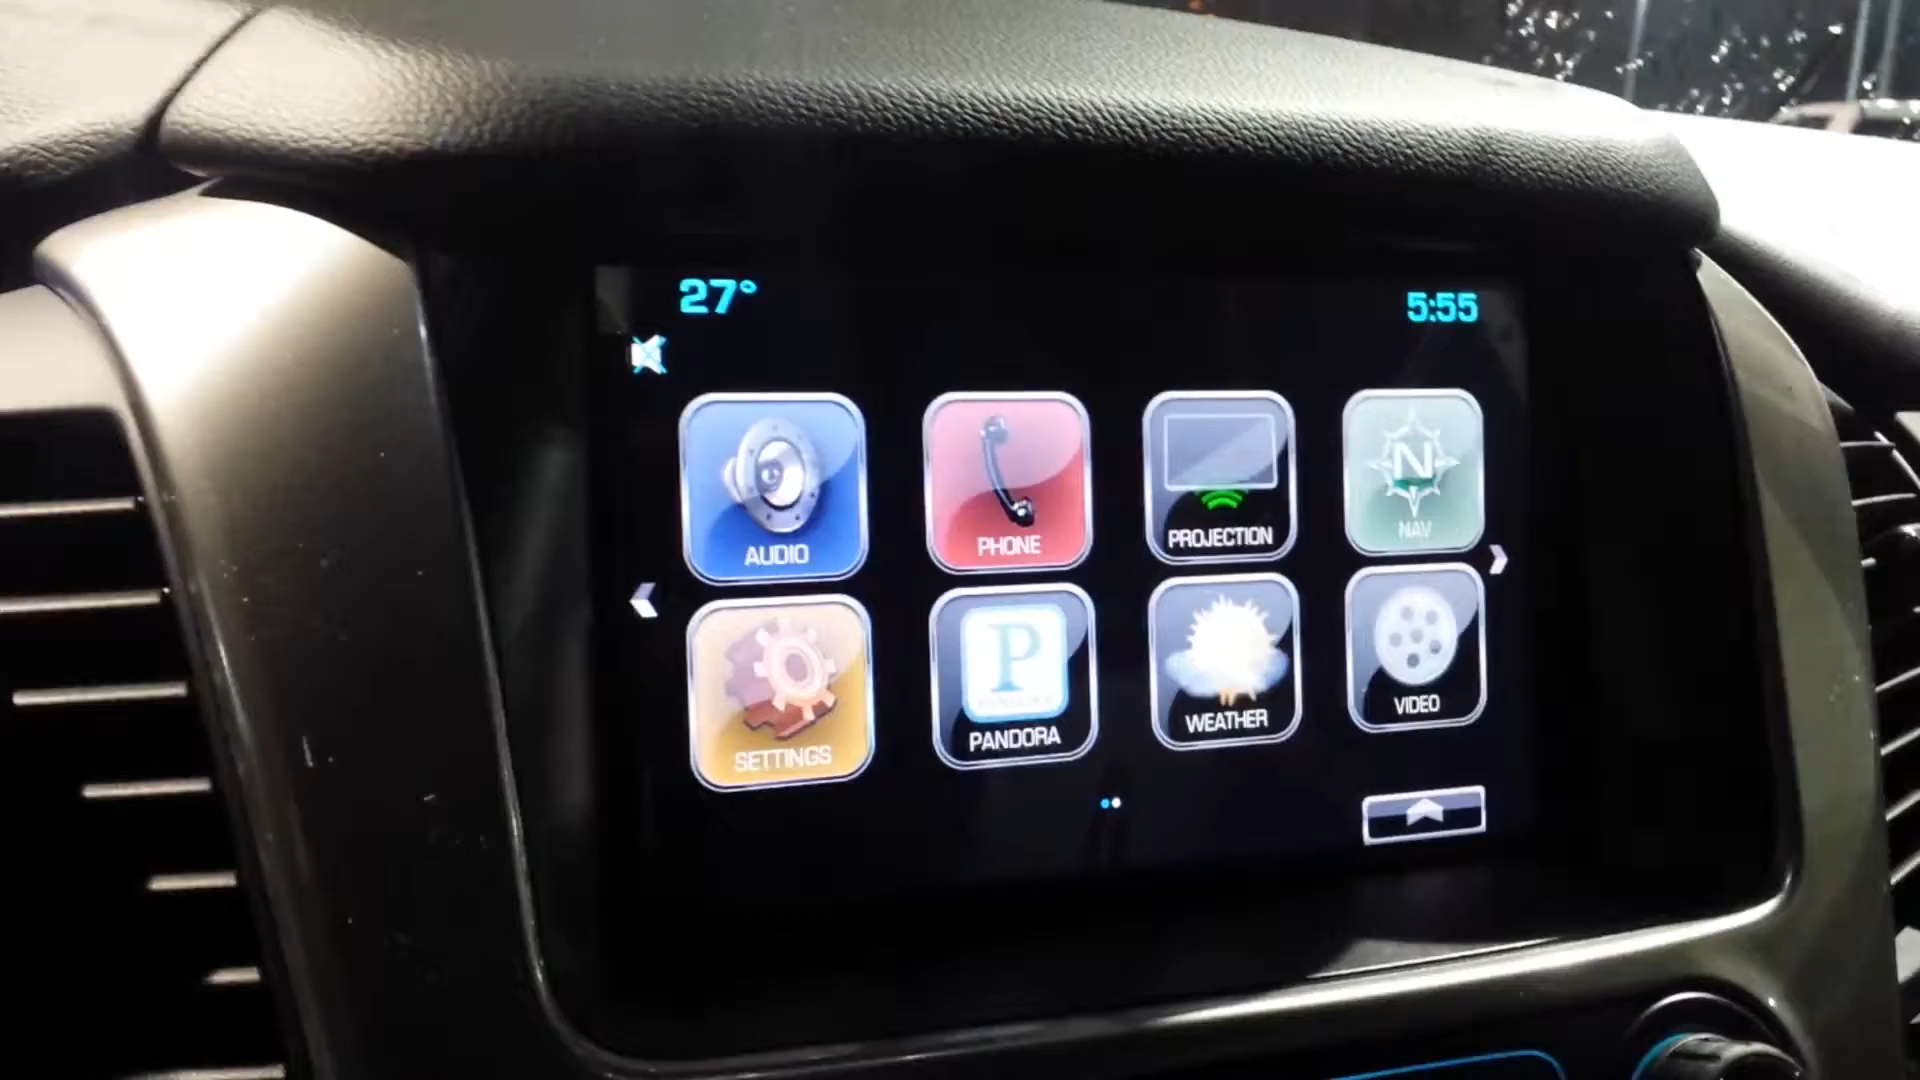 27°
5:55
AUDIO
PHONE
PROJECTION
N
NAV
SETTINGS
P
PANDORA
WEATHER
VIDEO